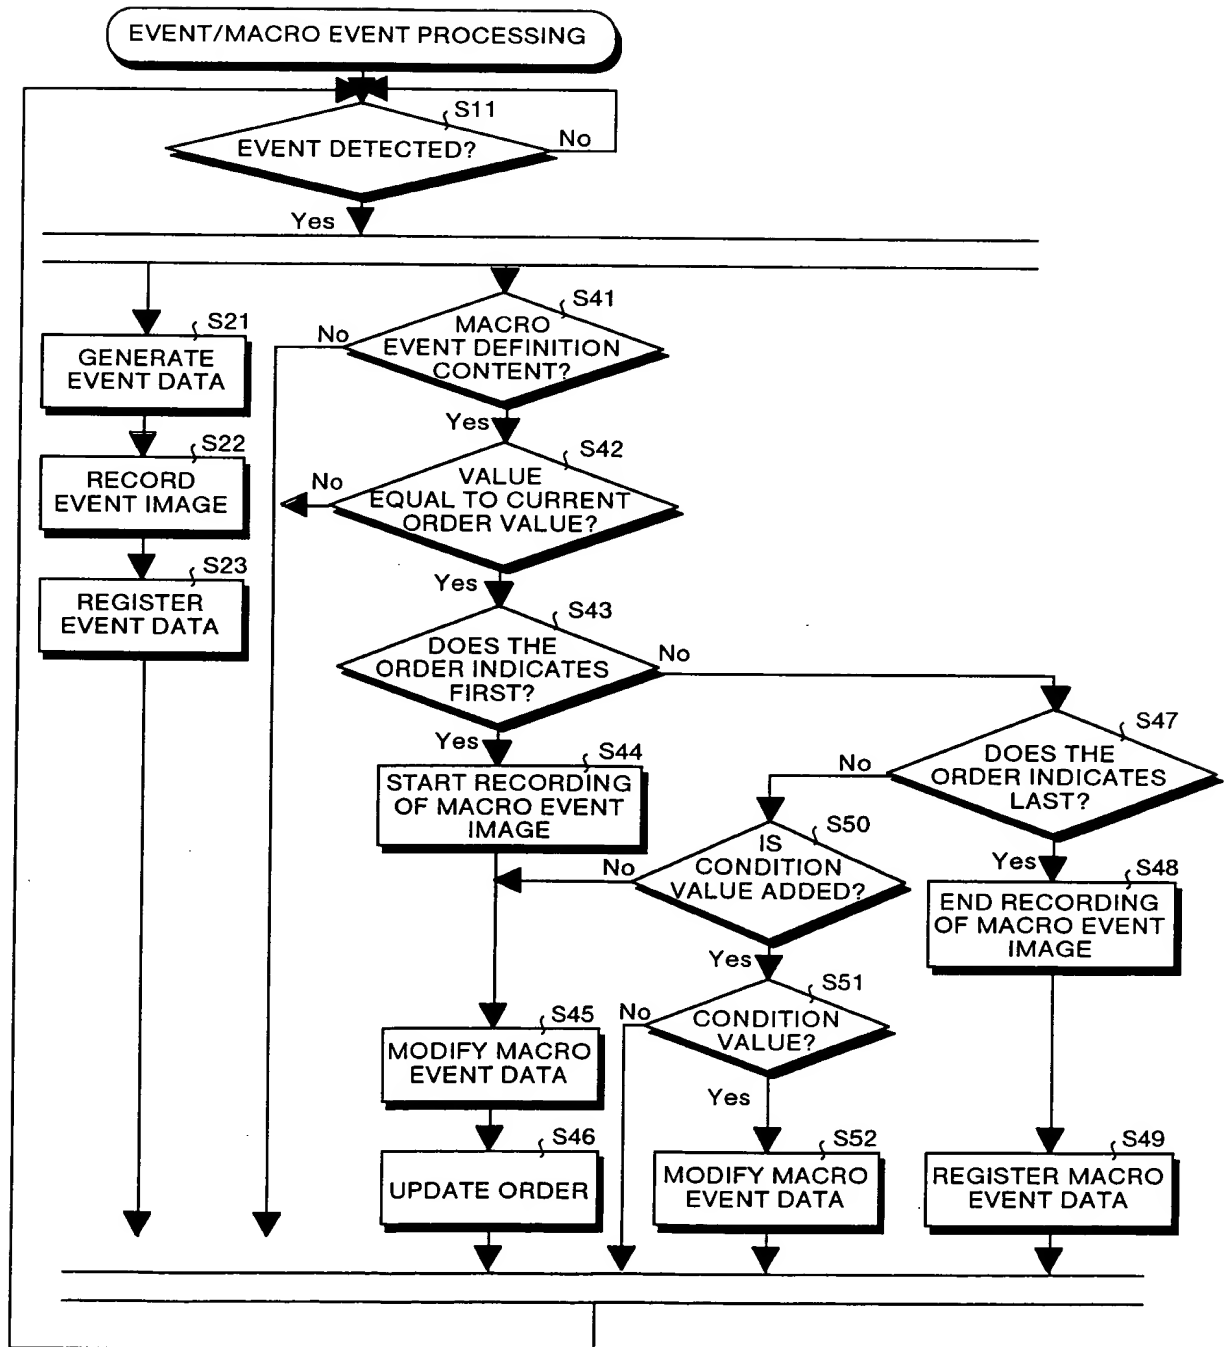 EVENT/MACRO EVENT PROCESSING
S11
EVENT DETECTED?
No
Yes
S21
GENERATE
EVENT DATA
S22
RECORD
EVENT IMAGE
S23
REGISTER
EVENT DATA
S41
No
MACRO
EVENT DEFINITION
CONTENT?
Yes
S42
No
VALUE
EQUAL TO CURRENT
ORDER VALUE?
Yes
S43
DOES THE
ORDER INDICATES
FIRST?
No
Yes
S44
START RECORDING
OF MACRO EVENT
IMAGE
S47
No
DOES THE
ORDER INDICATES
LAST?
Yes
S50
No
IS
CONDITION
VALUE ADDED?
Yes
S48
END RECORDING
OF MACRO EVENT
IMAGE
S51
No
CONDITION
VALUE?
Yes
S45
MODIFY MACRO
EVENT DATA
S46
UPDATE ORDER
S52
MODIFY MACRO
EVENT DATA
S49
REGISTER MACRO
EVENT DATA